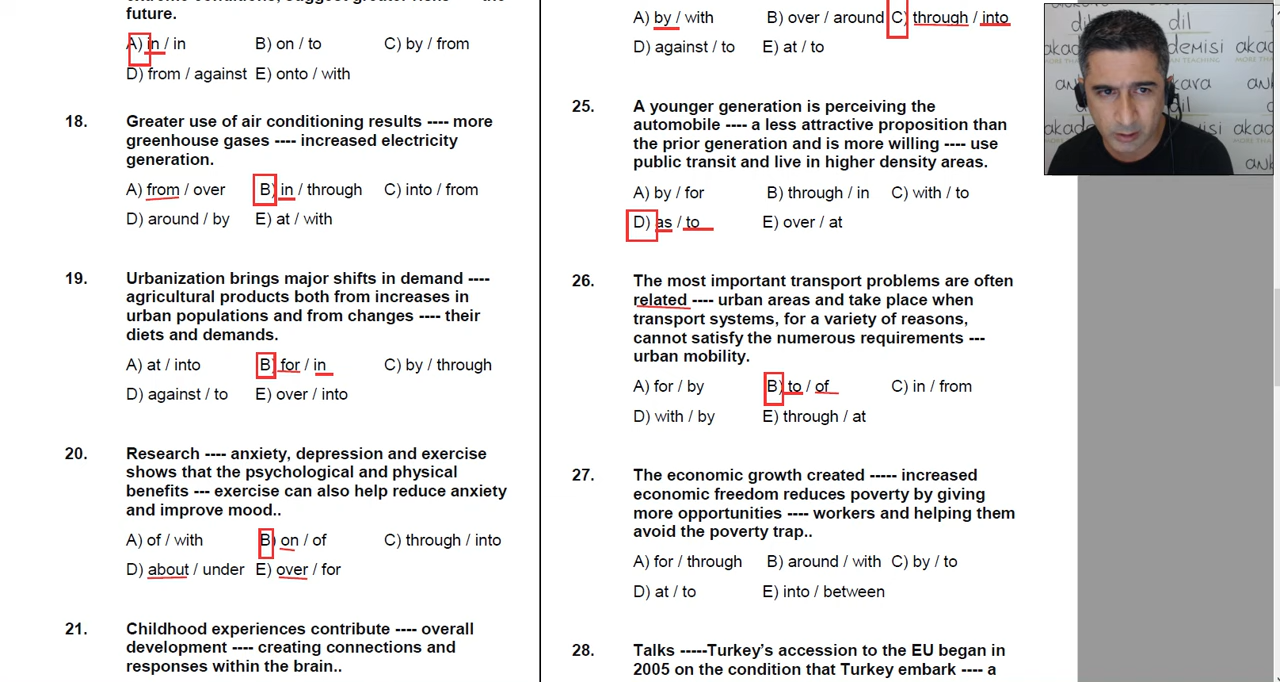 future.
A) in / in B) on / to C) by / from
D) from / against E) onto / with
18. Greater use of air conditioning results ---- more
greenhouse gases ---- increased electricity
generation.
A) from / over B) in / through C) into / from
D) around / by E) at / with
19. Urbanization brings major shifts in demand ----
agricultural products both from increases in
urban populations and from changes ---- their
diets and demands.
A) at / into B) for / in C) by / through
D) against / to E) over / into
20. Research ---- anxiety, depression and exercise
shows that the psychological and physical
benefits --- exercise can also help reduce anxiety
and improve mood..
A) of / with B) on / of C) through / into
D) about / under E) over / for
21. Childhood experiences contribute ---- overall
development ---- creating connections and
responses within the brain..
A) by / with B) over / around C) through / into
D) against / to E) at / to
25. A younger generation is perceiving the
automobile ---- a less attractive proposition than
the prior generation and is more willing ---- use
public transit and live in higher density areas.
A) by / for B) through / in C) with / to
D) as / to E) over / at
26. The most important transport problems are often
related ---- urban areas and take place when
transport systems, for a variety of reasons,
cannot satisfy the numerous requirements ---
urban mobility.
A) for / by B) to / of C) in / from
D) with / by E) through / at
27. The economic growth created ----- increased
economic freedom reduces poverty by giving
more opportunities ---- workers and helping them
avoid the poverty trap..
A) for / through B) around / with C) by / to
D) at / to E) into / between
28. Talks -----Turkey's accession to the EU began in
2005 on the condition that Turkey embark ---- a
dil
dil
akademisi